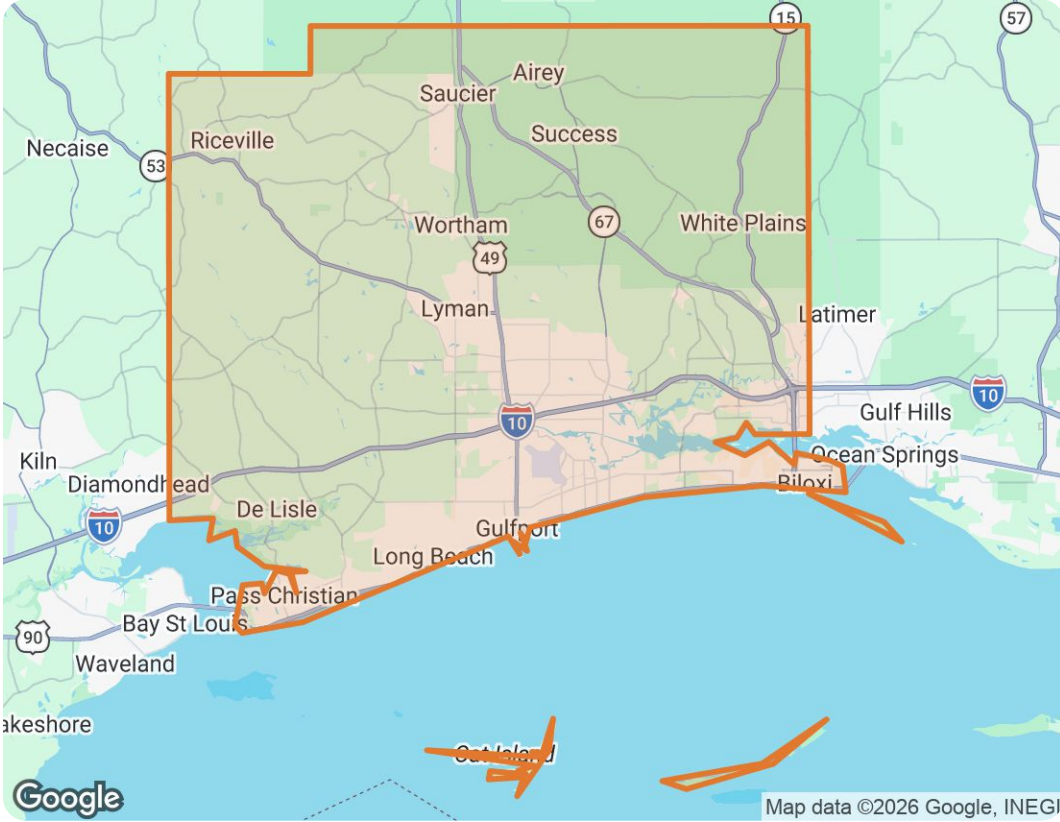 15
57
Airey
Saucier
Success
Riceville
Necaise
53
67
White Plains
Wortham
49
Lyman
Latimer
10
10
Gulf Hills
Kiln
Ocean Springs
Diamondhead
Biloxi
De Lisle
10
Gulfport
Long Beach
Pass Christian
Bay St Louis
90
Waveland
akeshore
Cat Island
Google
Map data ©2026 Google, INEGI